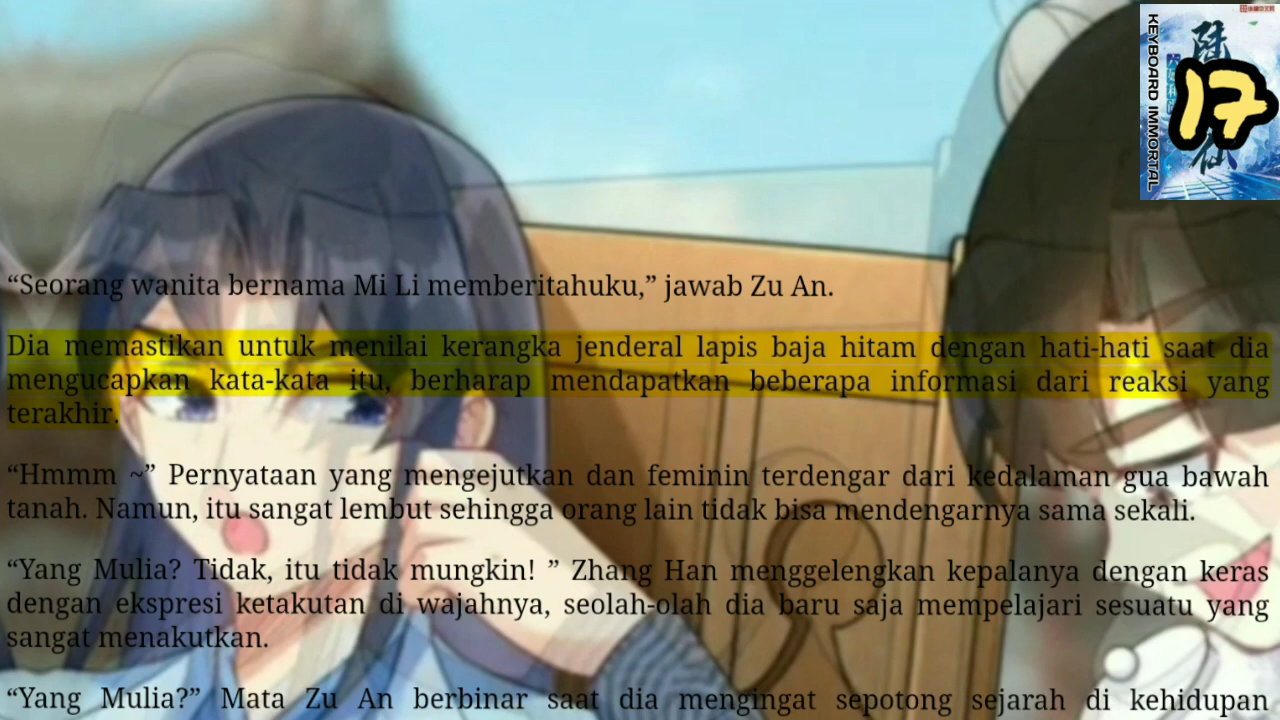 KEYBOARD IMMORTAL
17
“Seorang wanita bernama Mi Li memberitahuku,” jawab Zu An.
Dia memastikan untuk menilai kerangka jenderal lapis baja hitam dengan hati-hati saat dia
mengucapkan kata-kata itu, berharap mendapatkan beberapa informasi dari reaksi yang
terakhir.
“Hmmm ~” Pernyataan yang mengejutkan dan feminin terdengar dari kedalaman gua bawah
tanah. Namun, itu sangat lembut sehingga orang lain tidak bisa mendengarnya sama sekali.
“Yang Mulia? Tidak, itu tidak mungkin! ” Zhang Han menggelengkan kepalanya dengan keras
dengan ekspresi ketakutan di wajahnya, seolah-olah dia baru saja mempelajari sesuatu yang
sangat menakutkan.
“Yang Mulia?” Mata Zu An berbinar saat dia mengingat sepotong sejarah di kehidupan